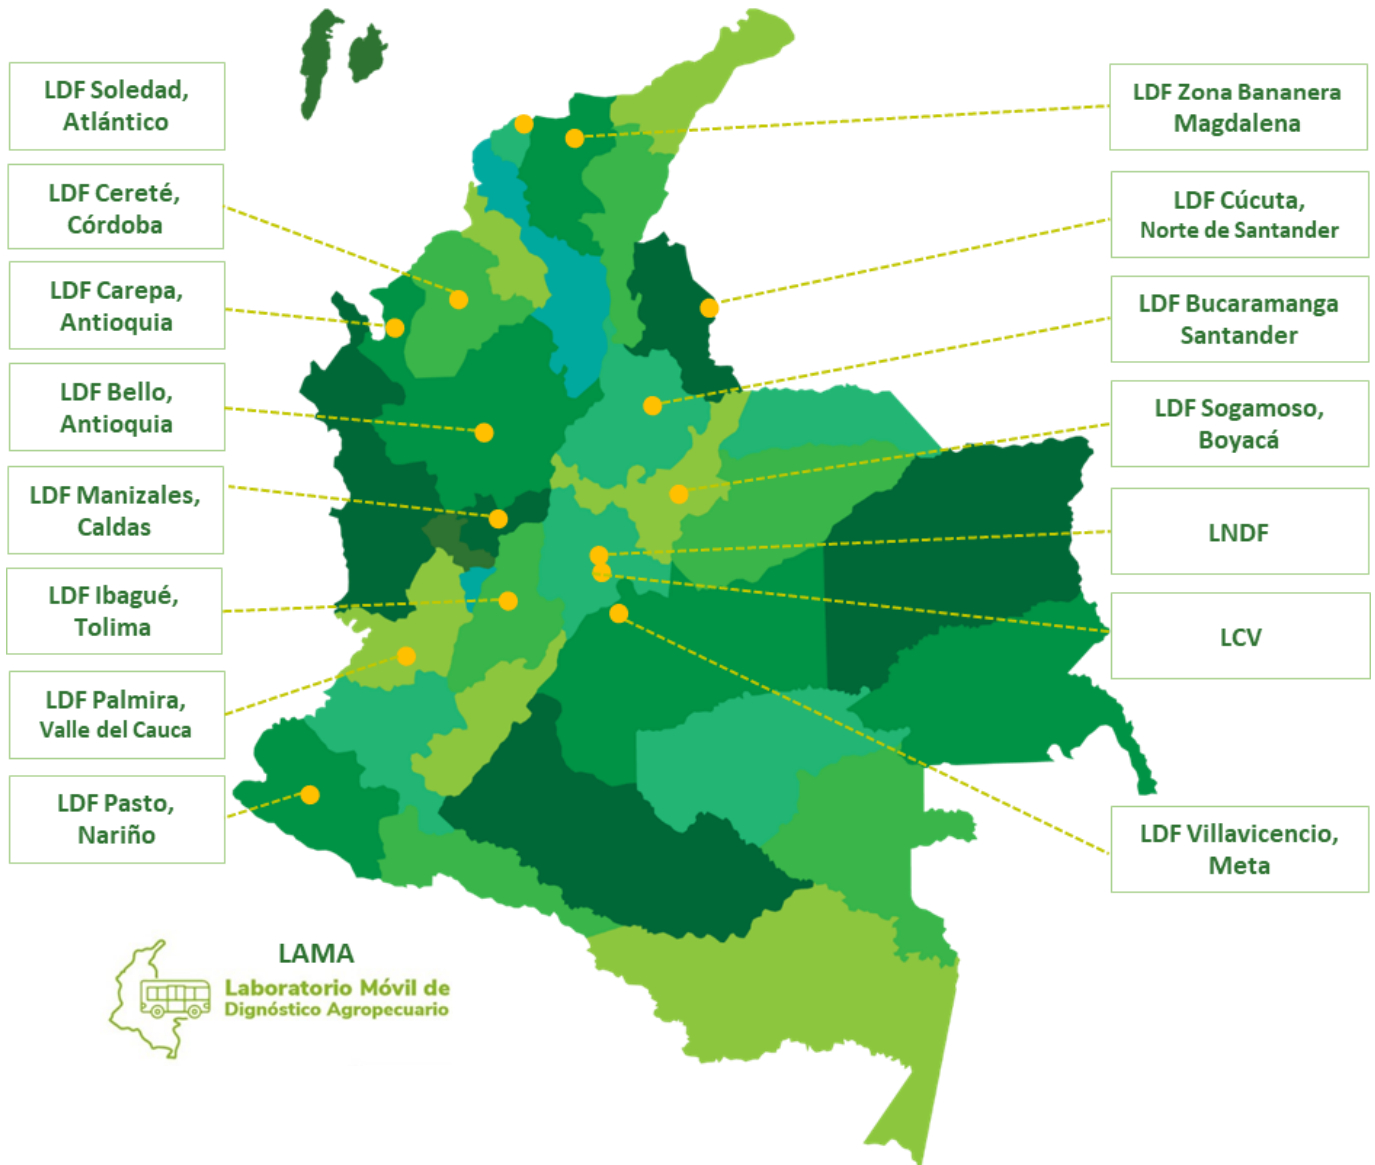 LDF Soledad,
Atlántico
LDF Cereté,
Córdoba
LDF Carepa,
Antioquia
LDF Bello,
Antioquia
LDF Manizales,
Caldas
LDF Ibagué,
Tolima
LDF Palmira,
Valle del Cauca
LDF Pasto,
Nariño
LDF Zona Bananera
Magdalena
LDF Cúcuta,
Norte de Santander
LDF Bucaramanga
Santander
LDF Sogamoso,
Boyacá
LNDF
LCV
LDF Villavicencio,
Meta
LAMA
Laboratorio Móvil de
Dignóstico Agropecuario